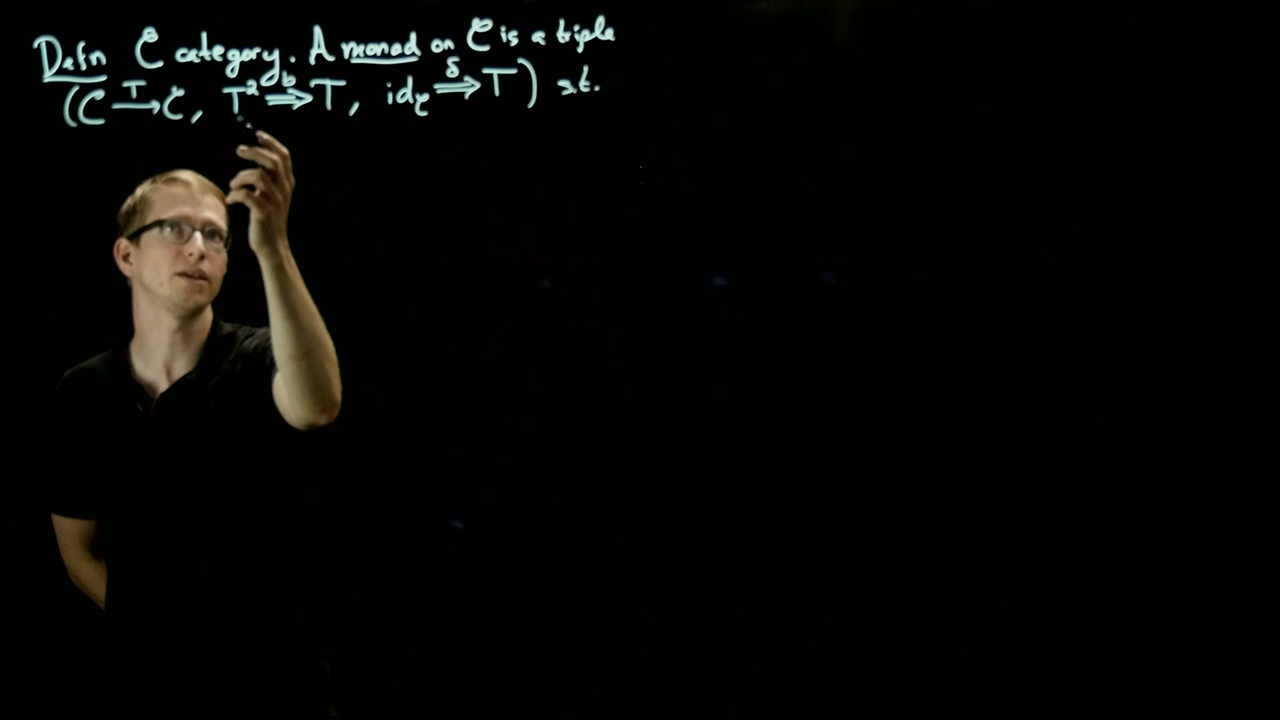 Defn C category. A monad on C is a triple
(C —T→ C, T² =b⇒ T, id_C =δ⇒ T) s.t.